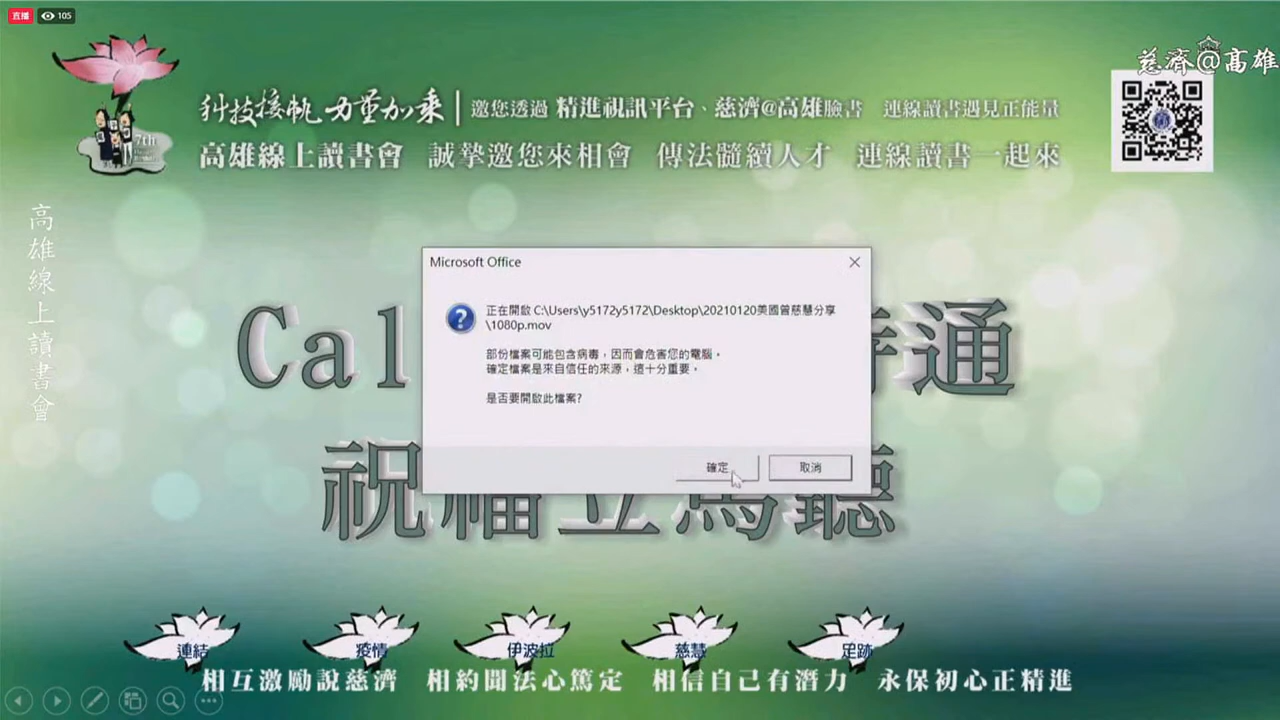 直播 105
慈濟@高雄
科技接軌 力量加乘 | 邀您透過 精進視訊平台、慈濟@高雄臉書 連線讀書遇見正能量
高雄線上讀書會 誠摯邀您來相會 傳法髓續人才 連線讀書一起來
7th
高雄線上讀書會
Microsoft Office
正在開啟 C:\Users\y5172y5172\Desktop\20210120美國曾慈慧分享
\1080p.mov
部份檔案可能包含病毒，因而會危害您的電腦。
確定檔案是來自信任的來源，這十分重要。
是否要開啟此檔案?
確定 取消
Cal 通
祝福立 聽
連結 疫情 伊波拉 慈慧 足跡
相互激勵說慈濟 相約聞法心篤定 相信自己有潛力 永保初心正精進